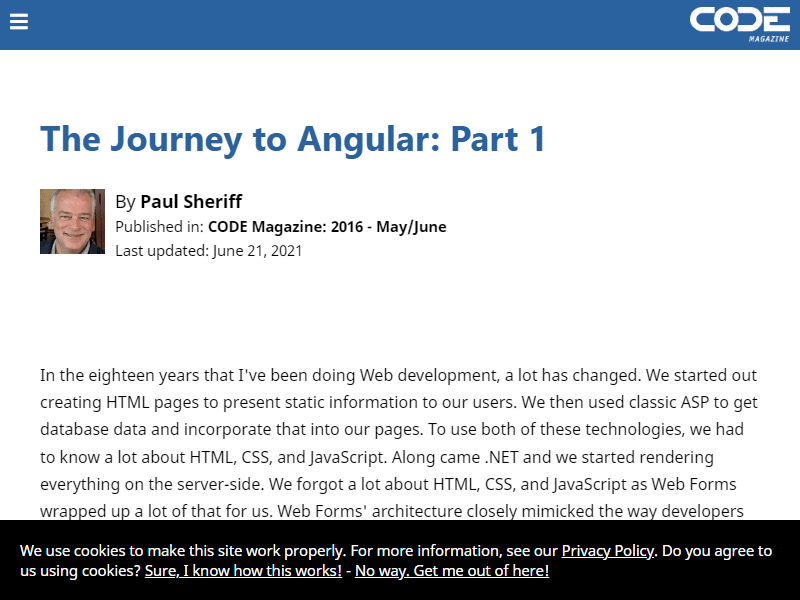 CODE
MAGAZINE
The Journey to Angular: Part 1
By Paul Sheriff
Published in: CODE Magazine: 2016 - May/June
Last updated: June 21, 2021
In the eighteen years that I've been doing Web development, a lot has changed. We started out
creating HTML pages to present static information to our users. We then used classic ASP to get
database data and incorporate that into our pages. To use both of these technologies, we had
to know a lot about HTML, CSS, and JavaScript. Along came .NET and we started rendering
everything on the server-side. We forgot a lot about HTML, CSS, and JavaScript as Web Forms
wrapped up a lot of that for us. Web Forms' architecture closely mimicked the way developers
We use cookies to make this site work properly. For more information, see our Privacy Policy. Do you agree to
us using cookies? Sure, I know how this works! - No way. Get me out of here!